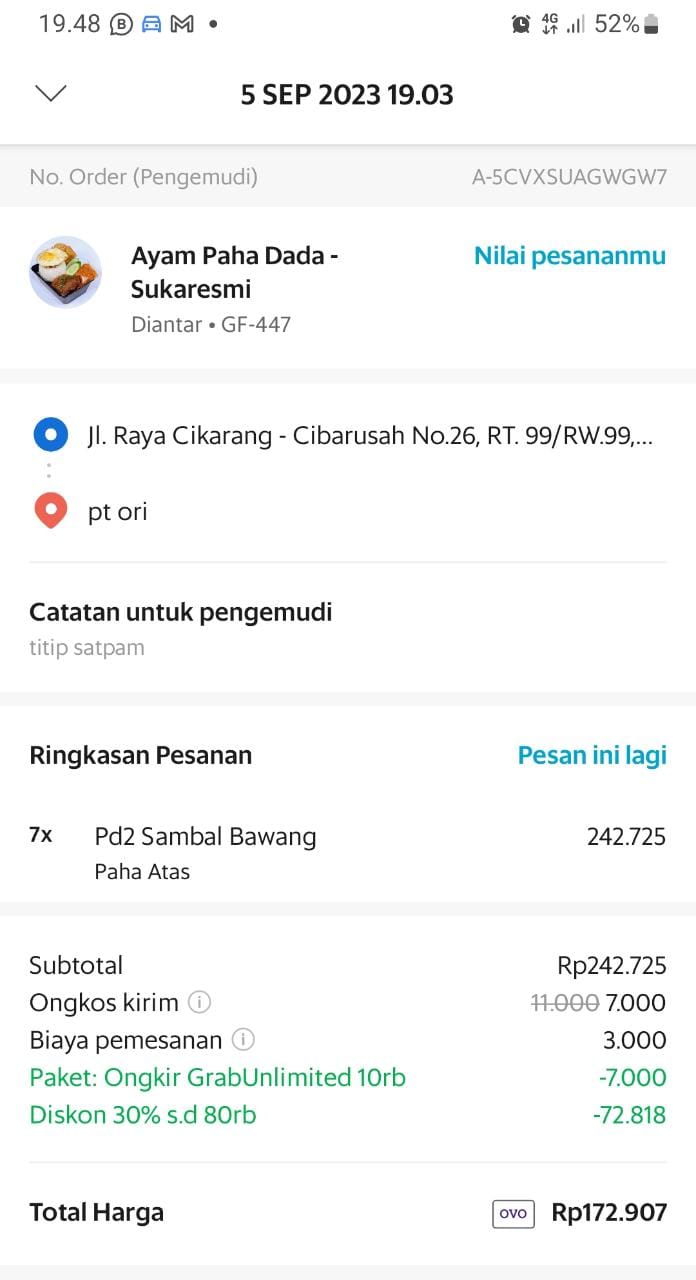 19.48
4G
52%
5 SEP 2023 19.03
No. Order (Pengemudi) A-5CVXSUAGWGW7
Ayam Paha Dada - Nilai pesananmu
Sukaresmi
Diantar • GF-447
Jl. Raya Cikarang - Cibarusah No.26, RT. 99/RW.99,...
pt ori
Catatan untuk pengemudi
titip satpam
Ringkasan Pesanan Pesan ini lagi
7x Pd2 Sambal Bawang 242.725
Paha Atas
Subtotal Rp242.725
Ongkos kirim 11.000 7.000
Biaya pemesanan 3.000
Paket: Ongkir GrabUnlimited 10rb -7.000
Diskon 30% s.d 80rb -72.818
Total Harga OVO Rp172.907